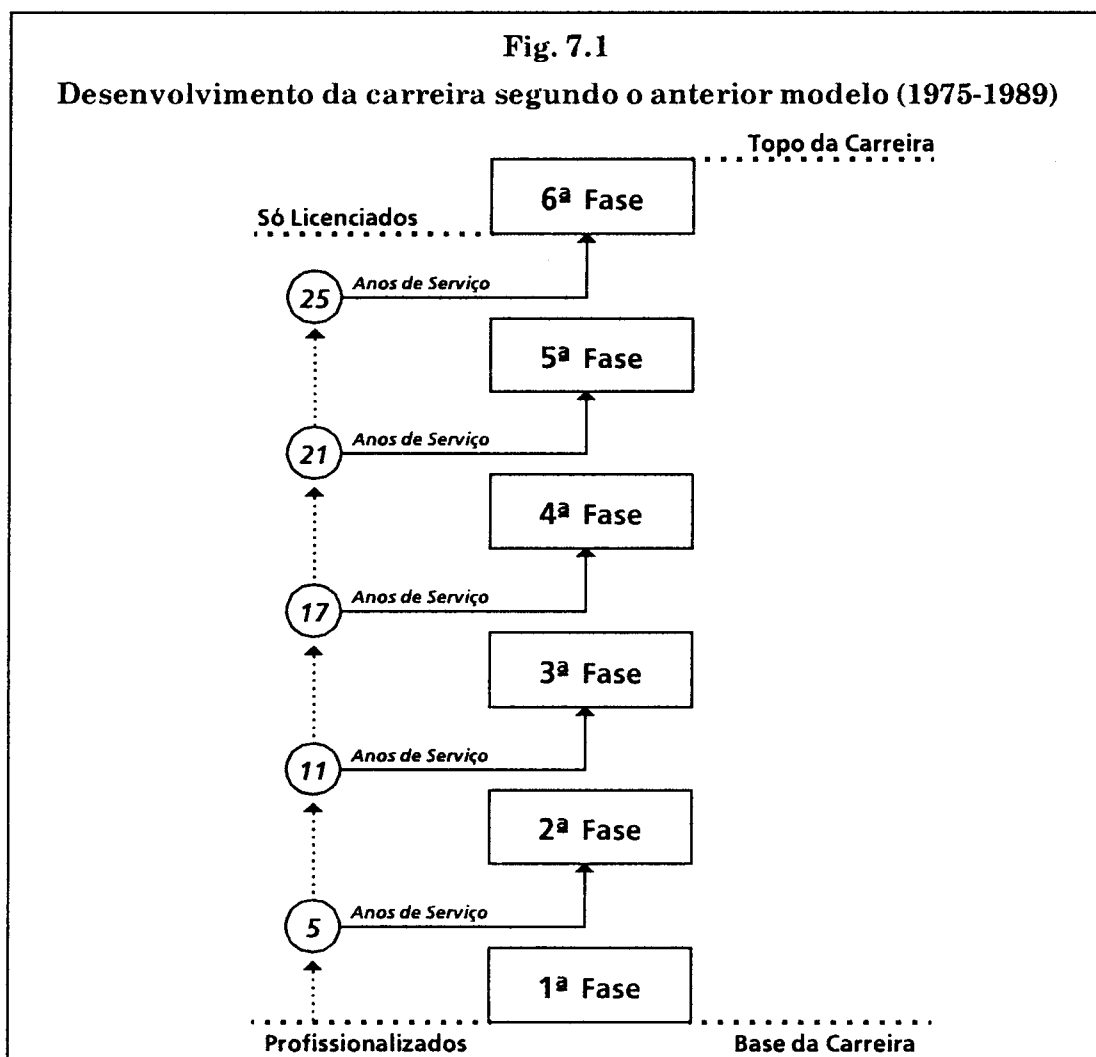 Fig. 7.1
Desenvolvimento da carreira segundo o anterior modelo (1975-1989)
Topo da Carreira
6ª Fase
Só Licenciados
25
Anos de Serviço
5ª Fase
21
Anos de Serviço
4ª Fase
17
Anos de Serviço
3ª Fase
11
Anos de Serviço
2ª Fase
5
Anos de Serviço
1ª Fase
Profissionalizados
Base da Carreira